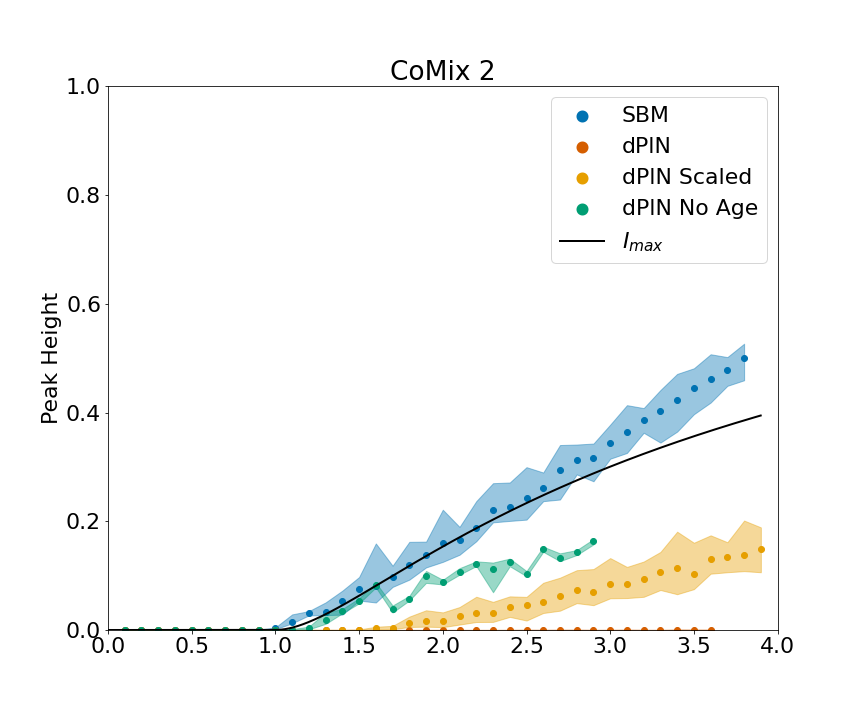 CoMix 2
1.0
0.8
0.6
0.4
0.2
0.0
Peak Height
SBM
dPIN
dPIN Scaled
dPIN No Age
I_max
0.0 0.5 1.0 1.5 2.0 2.5 3.0 3.5 4.0